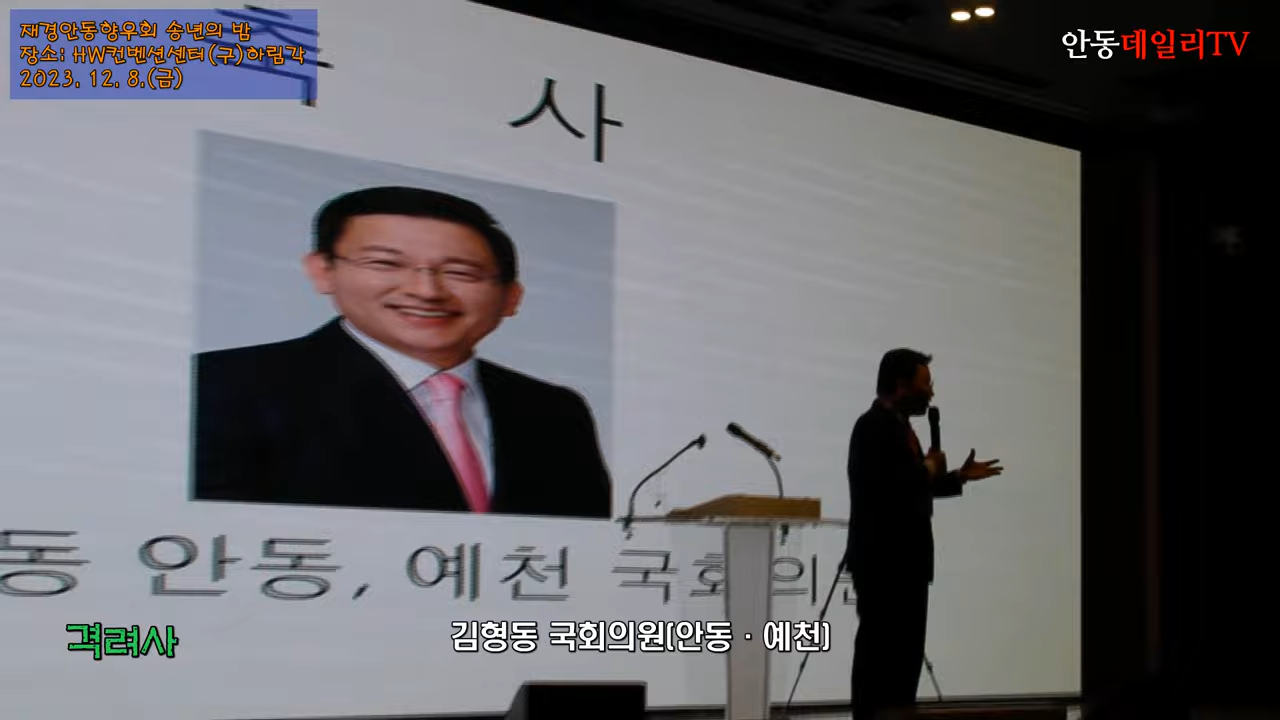 재경안동향우회 송년의 밤
장소: HW컨벤션센터(구)하림각
2023. 12. 8.(금)
안동데일리TV
축 사
동 안동, 예천 국회의원
격려사
김형동 국회의원(안동·예천)